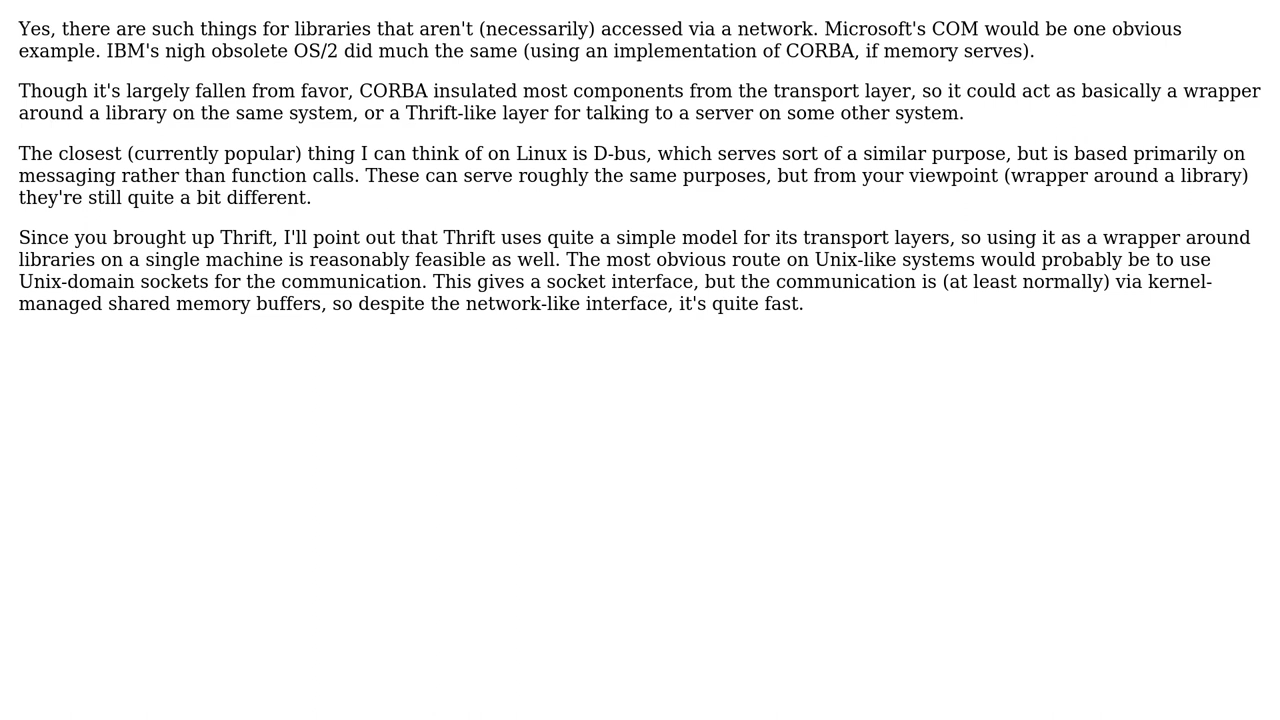 Yes, there are such things for libraries that aren't (necessarily) accessed via a network. Microsoft's COM would be one obvious
example. IBM's nigh obsolete OS/2 did much the same (using an implementation of CORBA, if memory serves).
Though it's largely fallen from favor, CORBA insulated most components from the transport layer, so it could act as basically a wrapper
around a library on the same system, or a Thrift-like layer for talking to a server on some other system.
The closest (currently popular) thing I can think of on Linux is D-bus, which serves sort of a similar purpose, but is based primarily on
messaging rather than function calls. These can serve roughly the same purposes, but from your viewpoint (wrapper around a library)
they're still quite a bit different.
Since you brought up Thrift, I'll point out that Thrift uses quite a simple model for its transport layers, so using it as a wrapper around
libraries on a single machine is reasonably feasible as well. The most obvious route on Unix-like systems would probably be to use
Unix-domain sockets for the communication. This gives a socket interface, but the communication is (at least normally) via kernel-
managed shared memory buffers, so despite the network-like interface, it's quite fast.